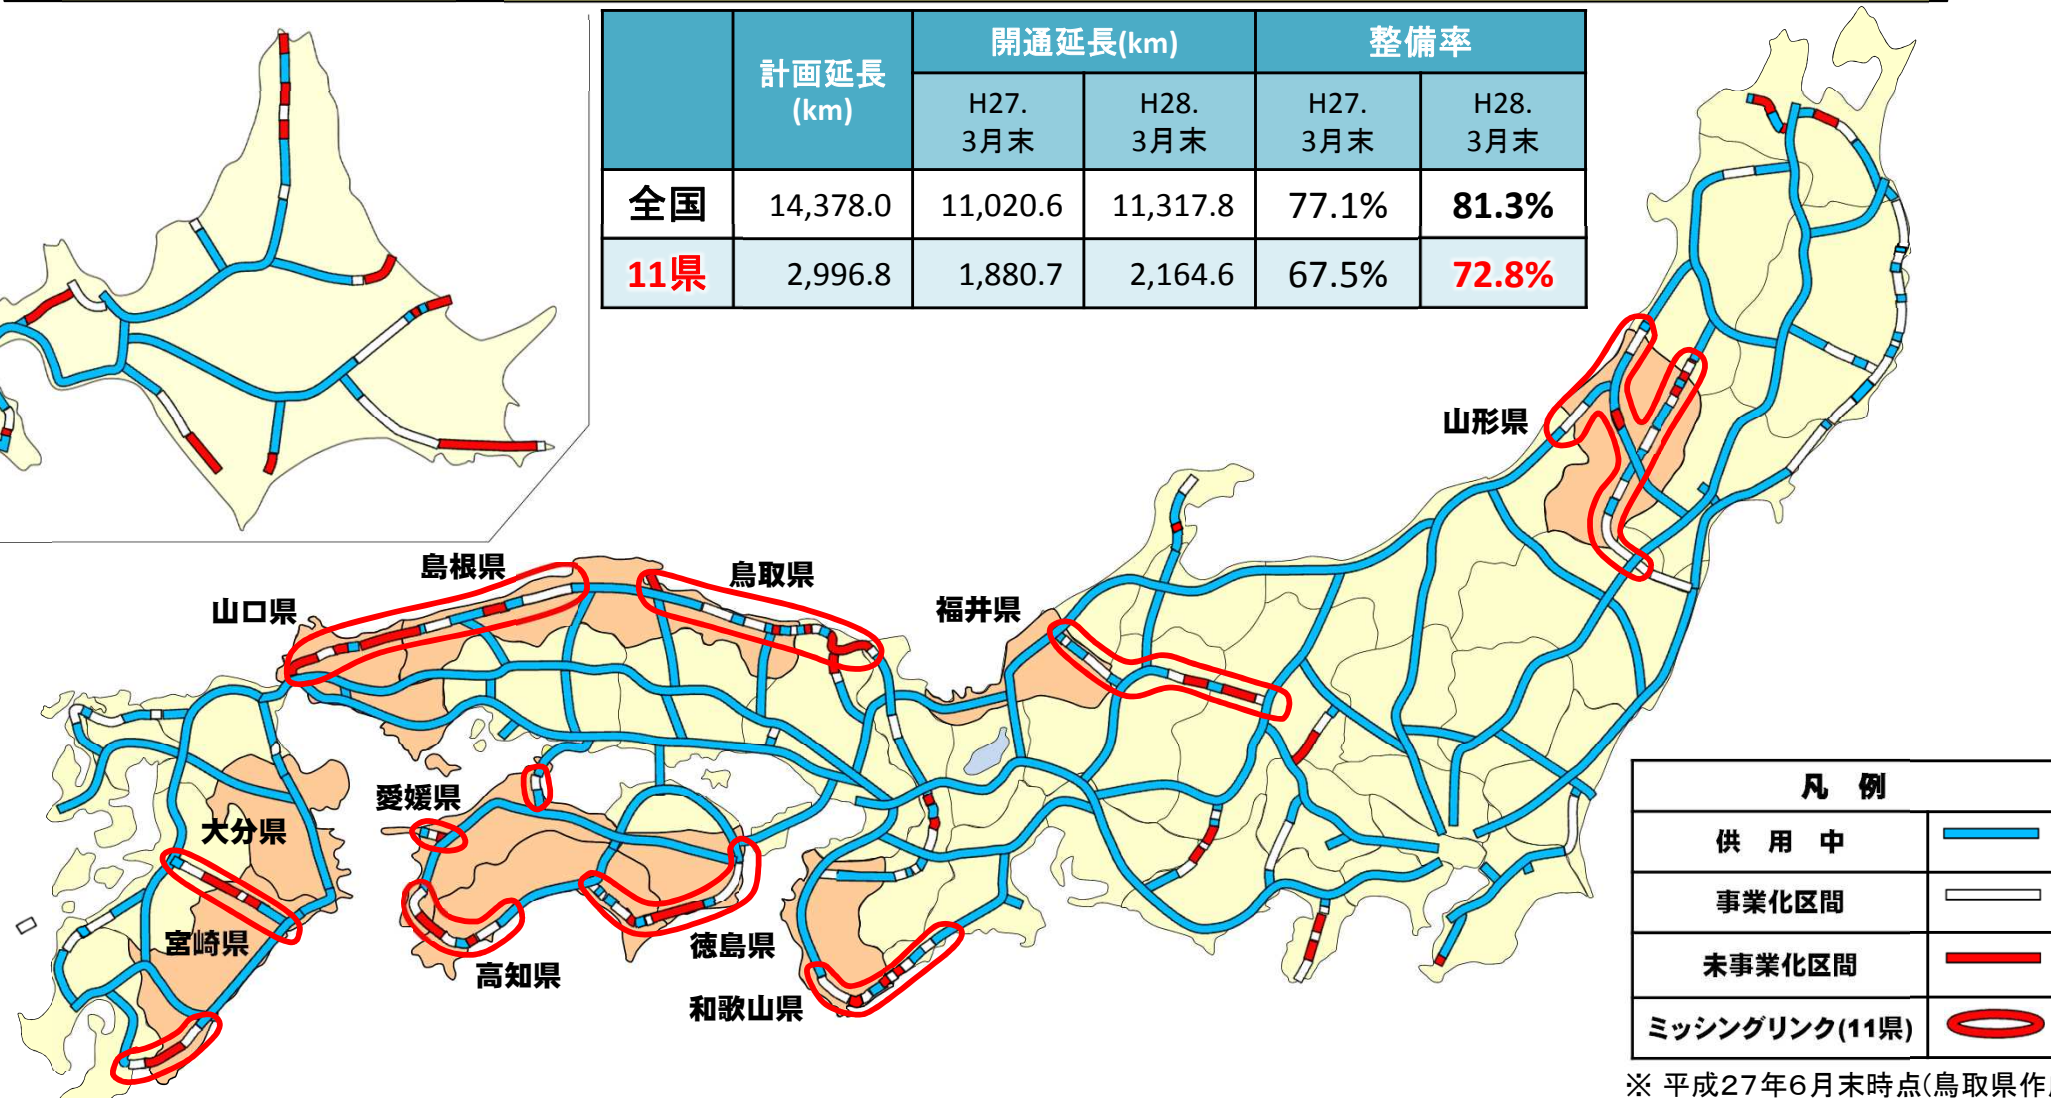 計画延長
(km)
開通延長(km)
整備率
H27.
3月末
H28.
3月末
H27.
3月末
H28.
3月末
全国 14,378.0 11,020.6 11,317.8 77.1% 81.3%
11県 2,996.8 1,880.7 2,164.6 67.5% 72.8%
山形県
島根県
鳥取県
山口県
福井県
愛媛県
大分県
宮崎県
高知県
徳島県
和歌山県
凡 例
供 用 中
事業化区間
未事業化区間
ミッシングリンク(11県)
※ 平成27年6月末時点(鳥取県作